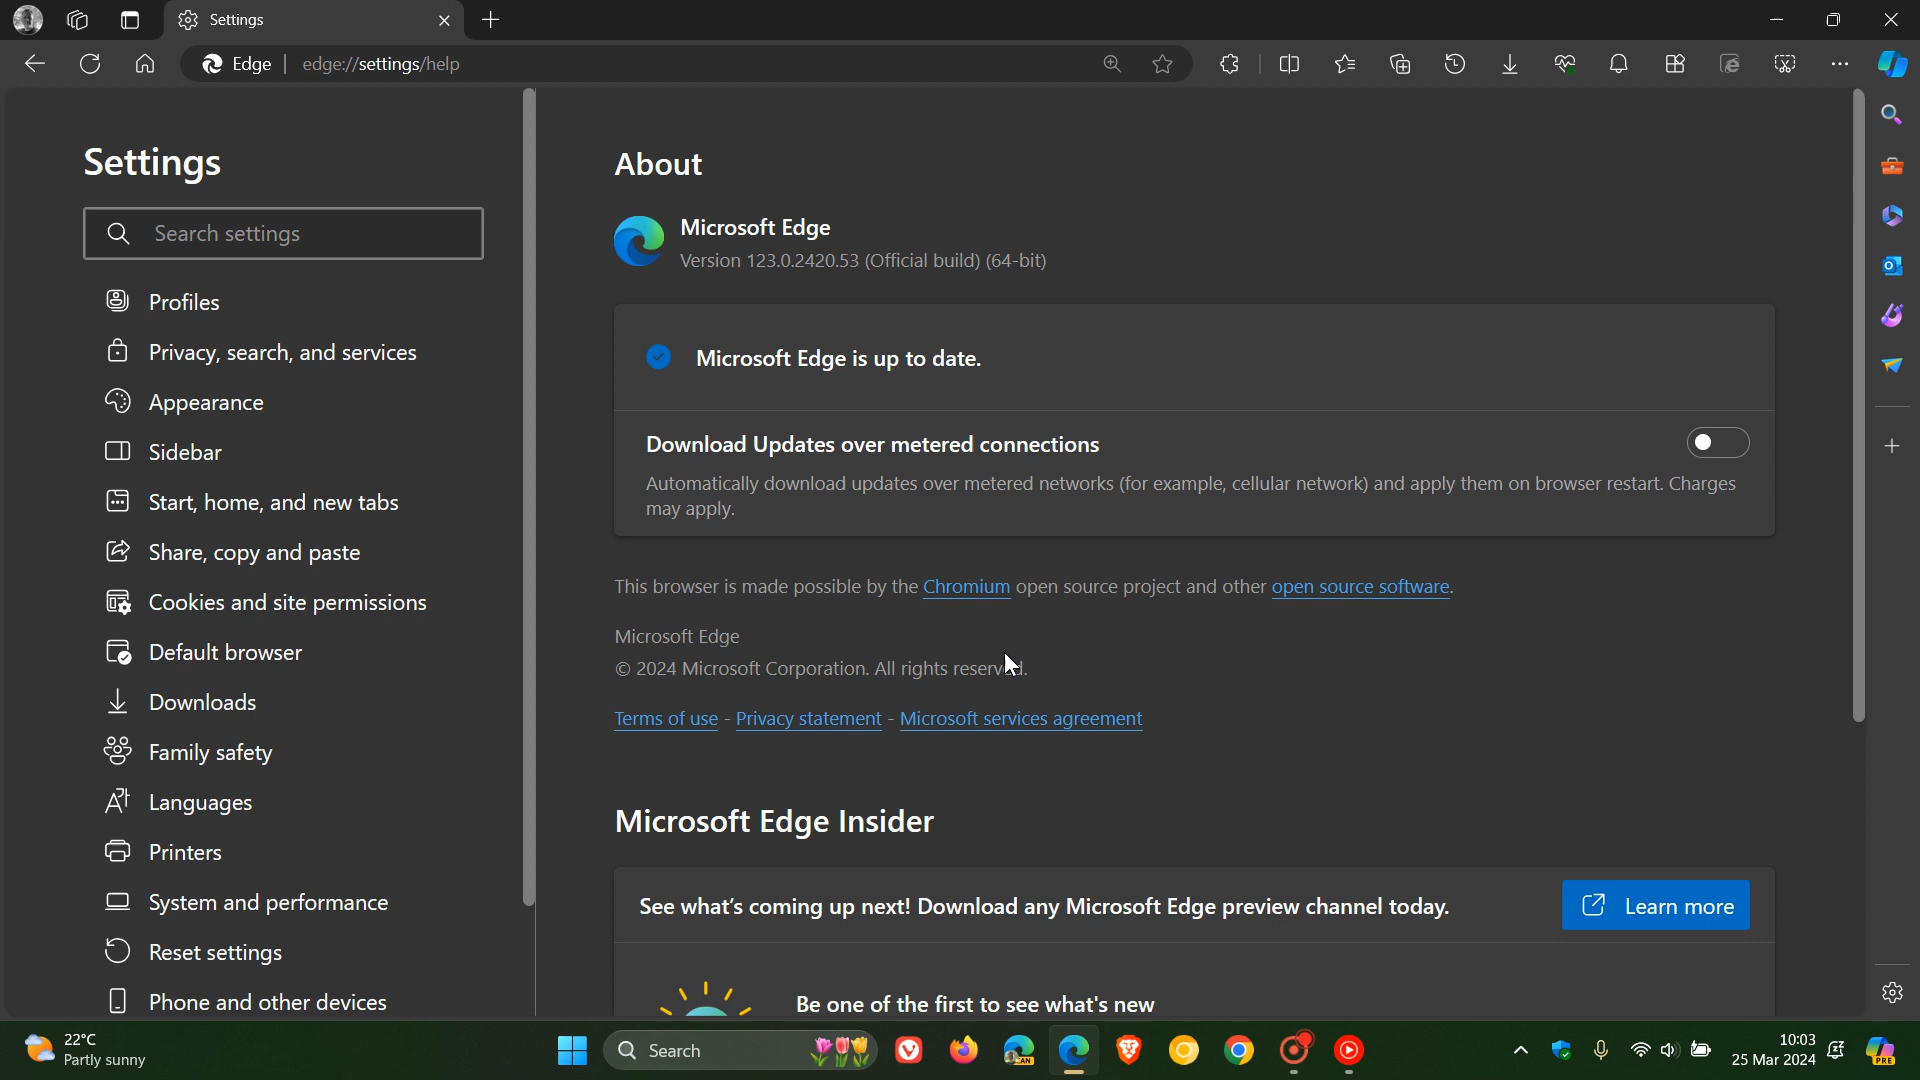 Settings
Edge
edge://settings/help
Settings
Search settings
Profiles
Privacy, search, and services
Appearance
Sidebar
Start, home, and new tabs
Share, copy and paste
Cookies and site permissions
Default browser
Downloads
Family safety
Languages
Printers
System and performance
Reset settings
Phone and other devices
About
Microsoft Edge
Version 123.0.2420.53 (Official build) (64-bit)
Microsoft Edge is up to date.
Download Updates over metered connections
Automatically download updates over metered networks (for example, cellular network) and apply them on browser restart. Charges
may apply.
This browser is made possible by the Chromium open source project and other open source software.
Microsoft Edge
© 2024 Microsoft Corporation. All rights reserved.
Terms of use - Privacy statement - Microsoft services agreement
Microsoft Edge Insider
See what's coming up next! Download any Microsoft Edge preview channel today.
Learn more
Be one of the first to see what's new
22°C
Partly sunny
Search
CAN
10:03
25 Mar 2024
PRE